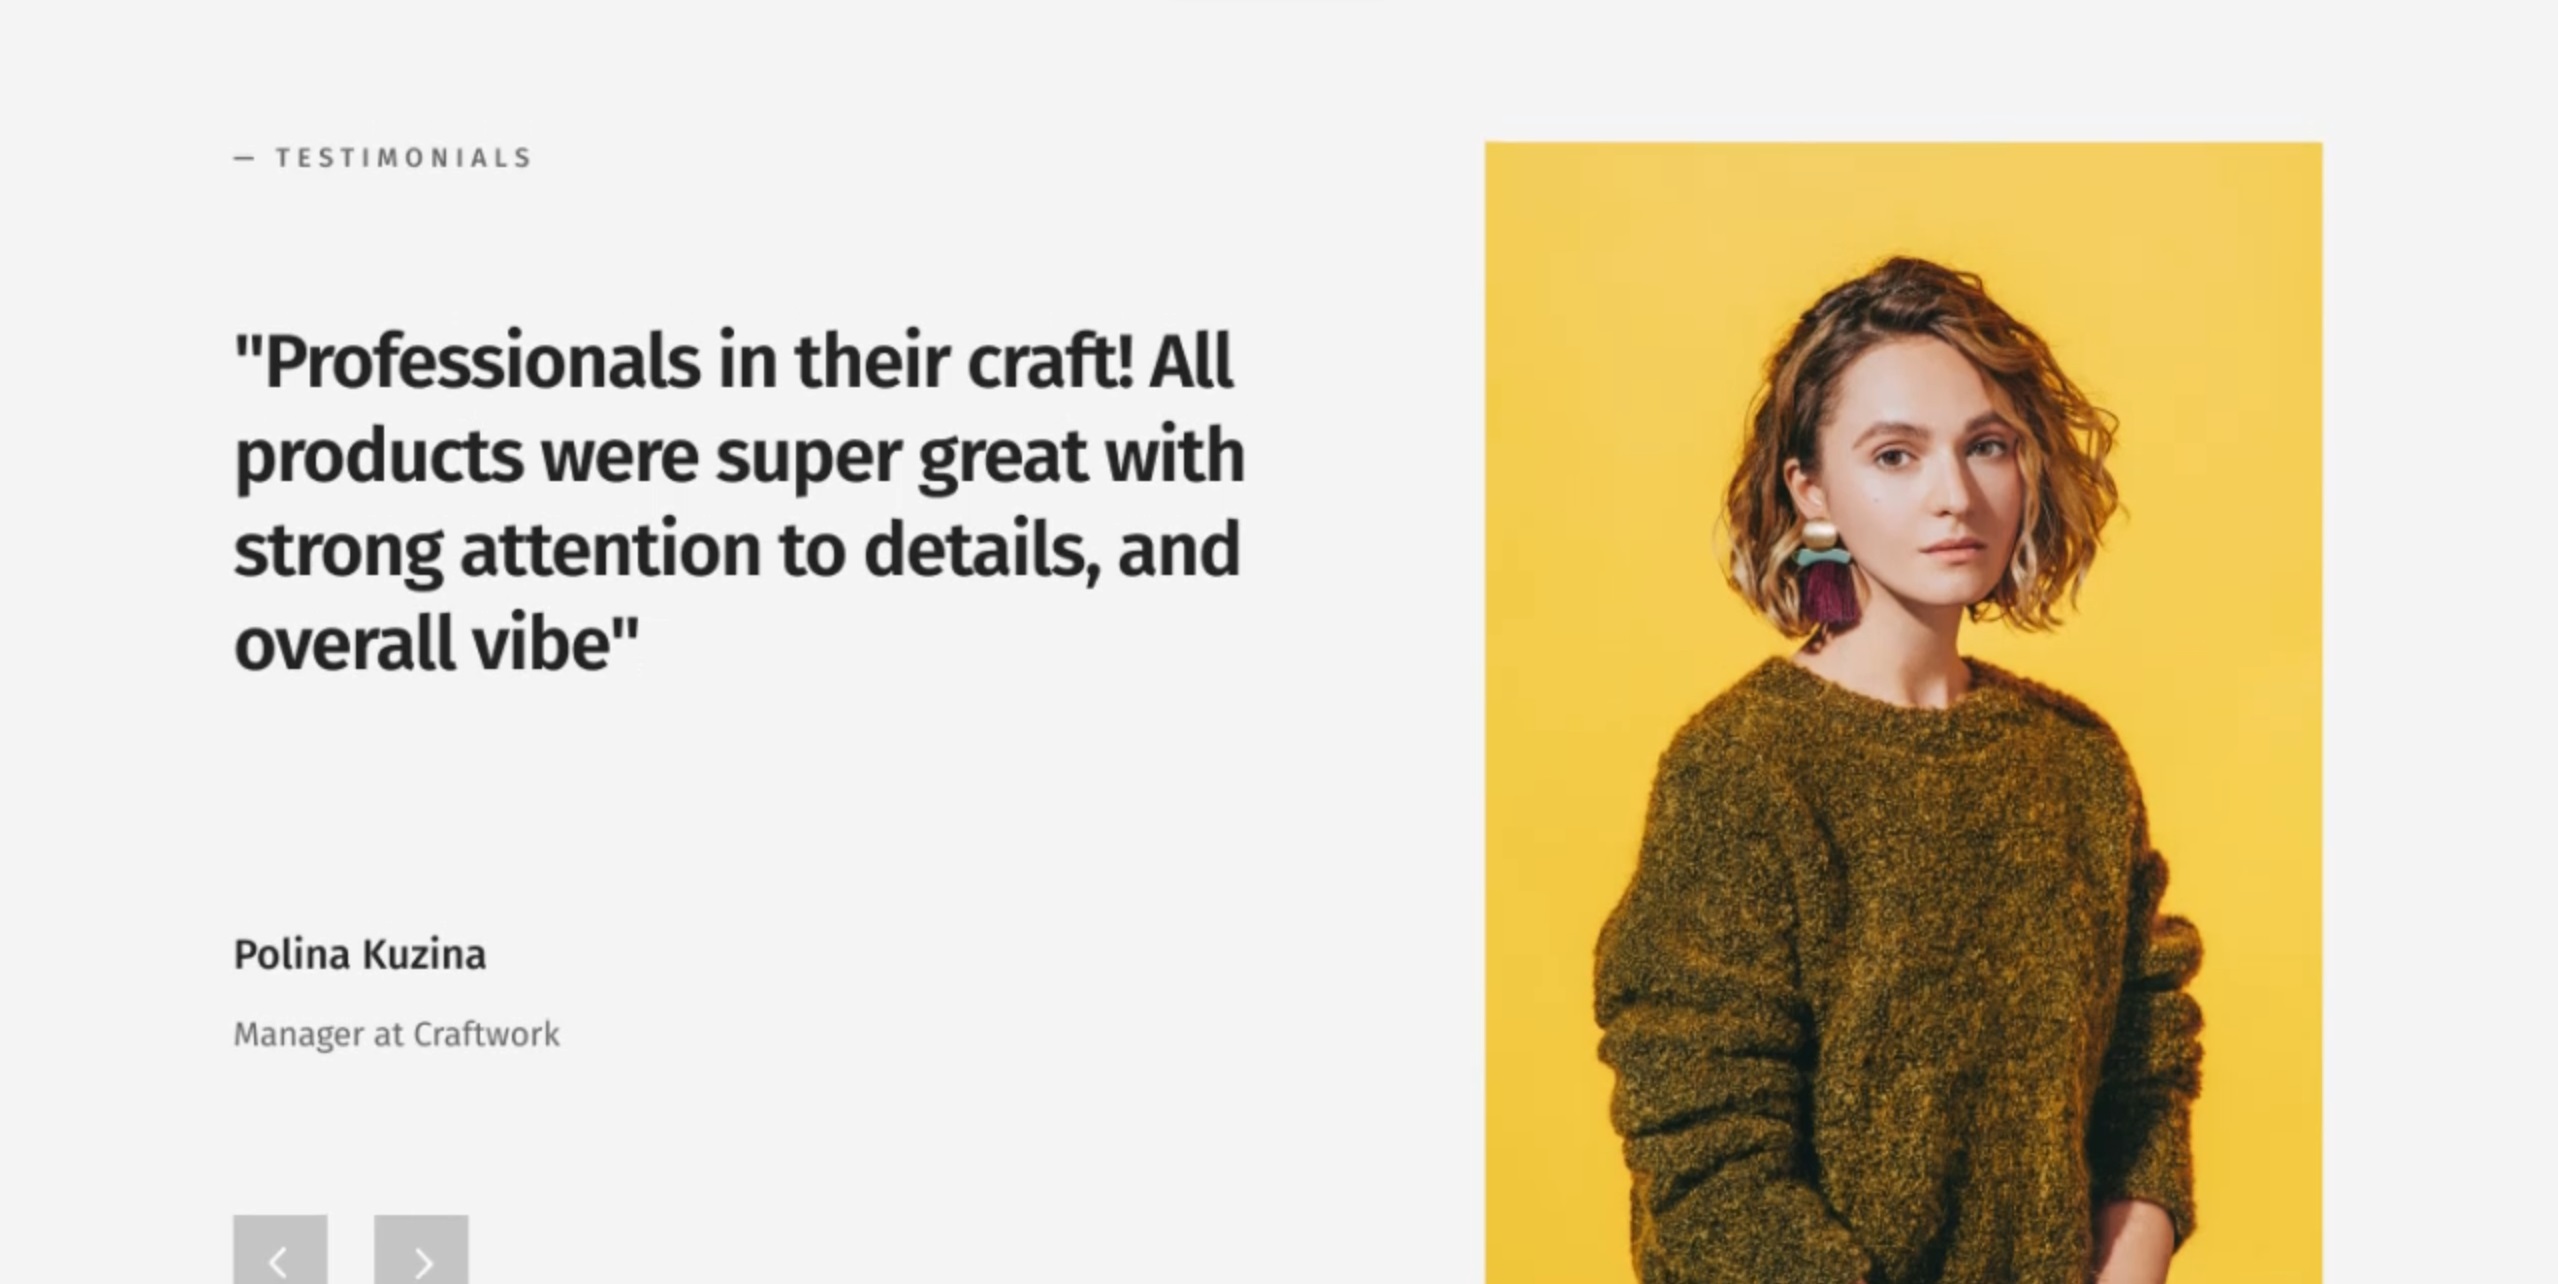 — TESTIMONIALS
"Professionals in their craft! All
products were super great with
strong attention to details, and
overall vibe"
Polina Kuzina
Manager at Craftwork